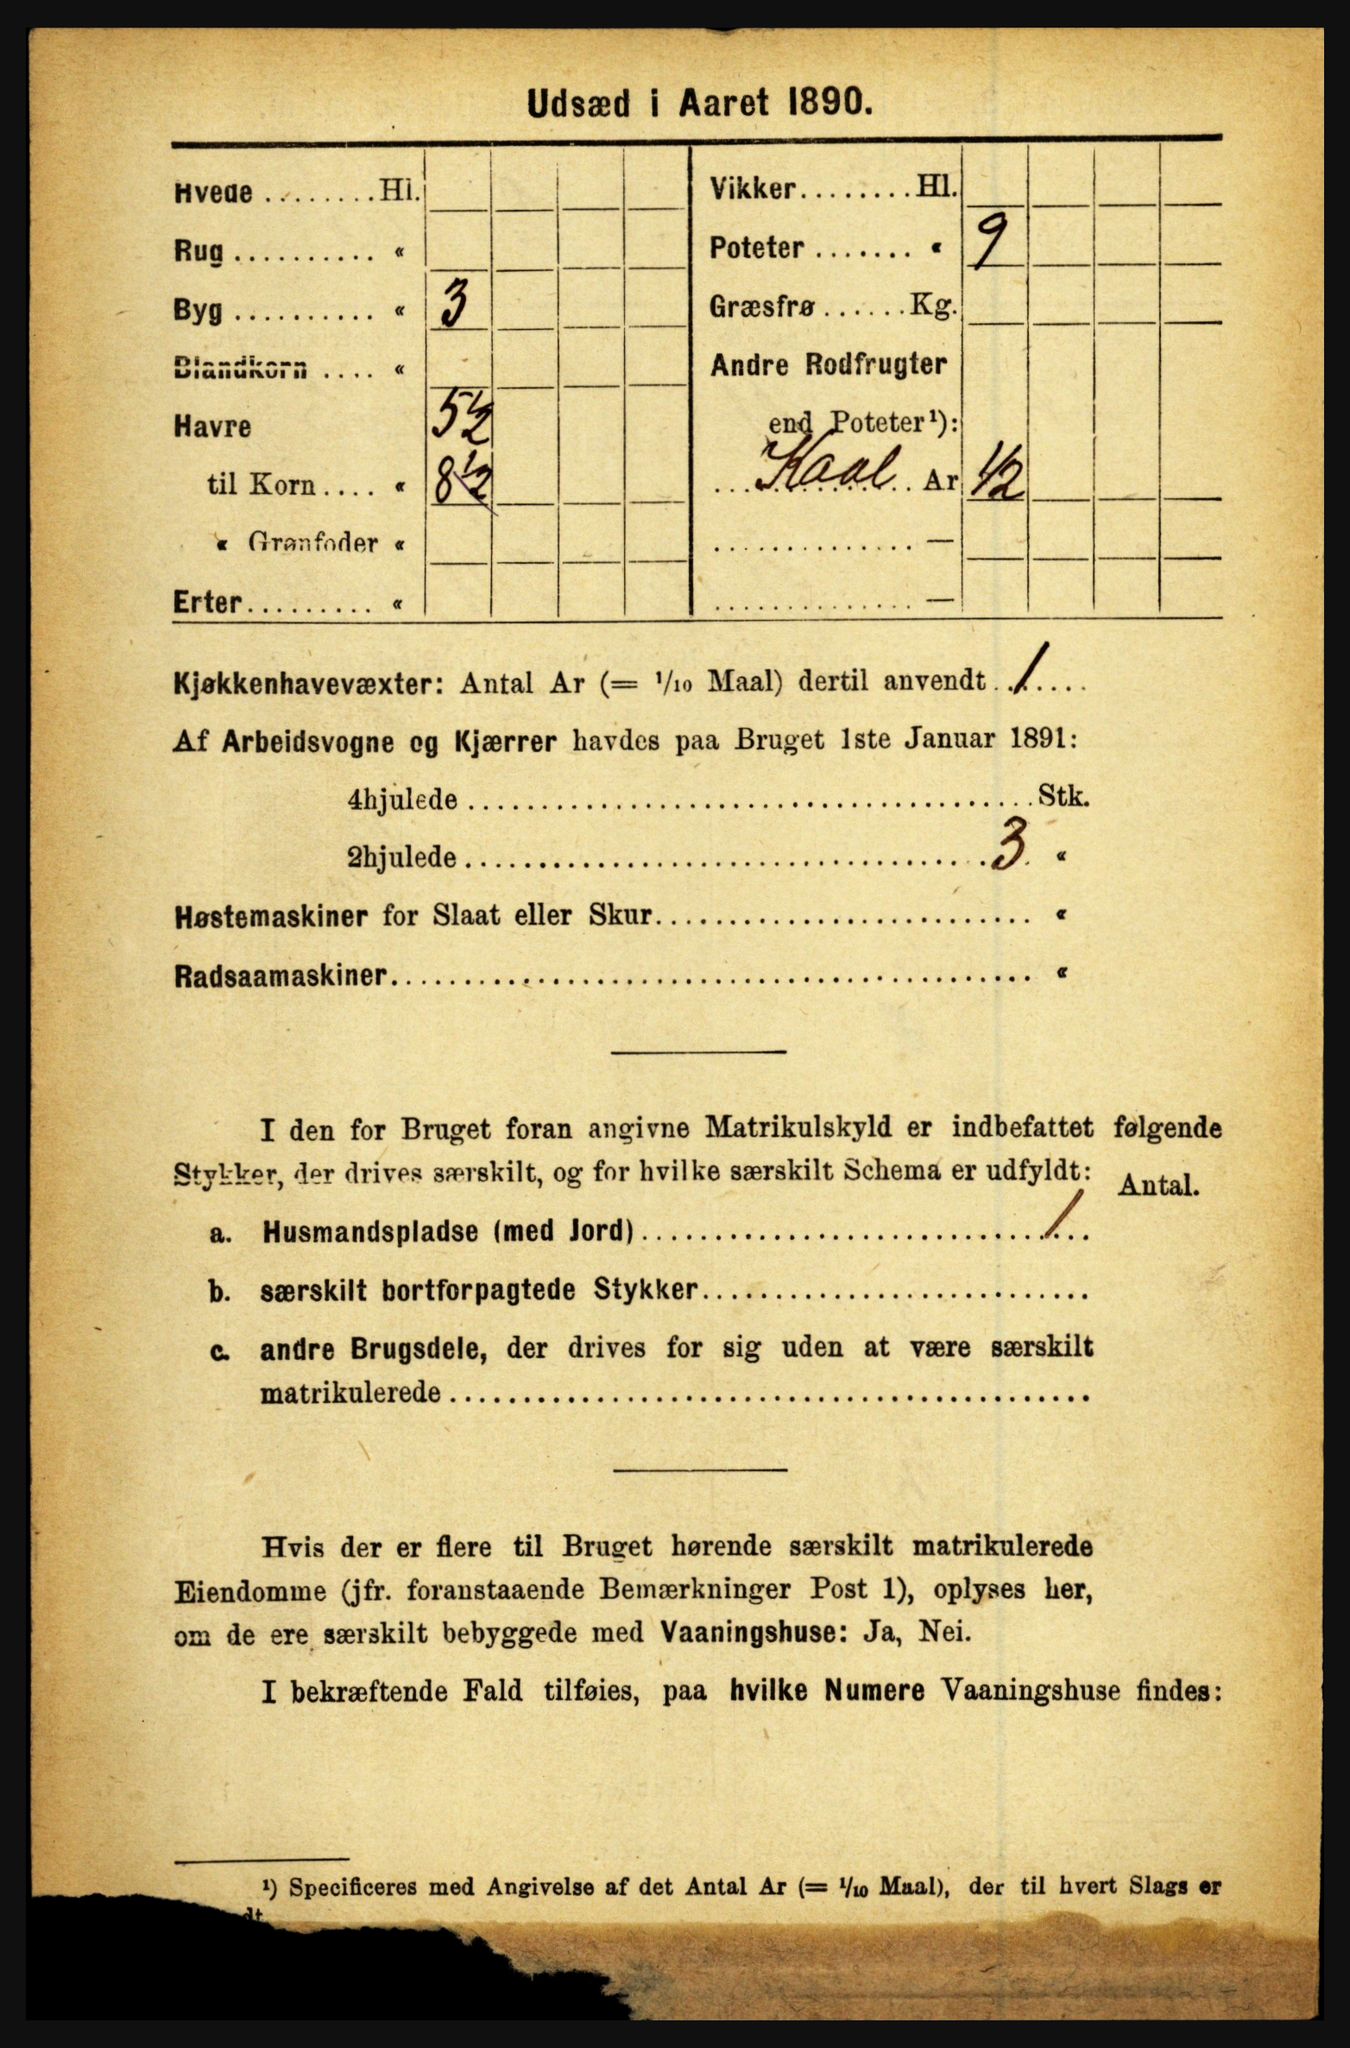 Udsæd i Aaret 1890.
Hvede ........ Hl.
Rug .......... «
Byg .......... « 3
Blandkorn .... «
Havre 5½
til Korn .... « 8½
« Grønfoder «
Erter ......... «
Vikker ........ Hl.
Poteter ....... « 9
Græsfrø ...... Kg.
Andre Rodfrugter
end Poteter¹):
Kaal Ar 1/2
............... —
............... —
Kjøkkenhavevæxter: Antal Ar (= 1/10 Maal) dertil anvendt 1
Af Arbeidsvogne og Kjærrer havdes paa Bruget 1ste Januar 1891:
4hjulede ........................ Stk.
2hjulede ........................ 3 «
Høstemaskiner for Slaat eller Skur ............ «
Radsaamaskiner ........................ «
I den for Bruget foran angivne Matrikulskyld er indbefattet følgende
Stykker, der drives særskilt, og for hvilke særskilt Schema er udfyldt:
Antal.
a. Husmandspladse (med Jord) ............ 1
b. særskilt bortforpagtede Stykker ............
c. andre Brugsdele, der drives for sig uden at være særskilt
matrikulerede ............
Hvis der er flere til Bruget hørende særskilt matrikulerede
Eiendomme (jfr. foranstaaende Bemærkninger Post 1), oplyses her,
om de ere særskilt bebyggede med Vaaningshuse: Ja, Nei.
I bekræftende Fald tilføies, paa hvilke Numere Vaaningshuse findes:
¹) Specificeres med Angivelse af det Antal Ar (= 1/10 Maal), der til hvert Slags er